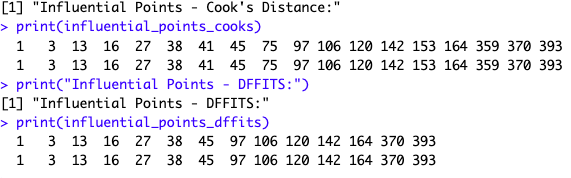 [1] "Influential Points - Cook's Distance:"
> print(influential_points_cooks)
1 3 13 16 27 38 41 45 75 97 106 120 142 153 164 359 370 393
1 3 13 16 27 38 41 45 75 97 106 120 142 153 164 359 370 393
> print("Influential Points - DFFITS:")
[1] "Influential Points - DFFITS:"
> print(influential_points_dffits)
1 3 13 16 27 38 45 97 106 120 142 164 370 393
1 3 13 16 27 38 45 97 106 120 142 164 370 393